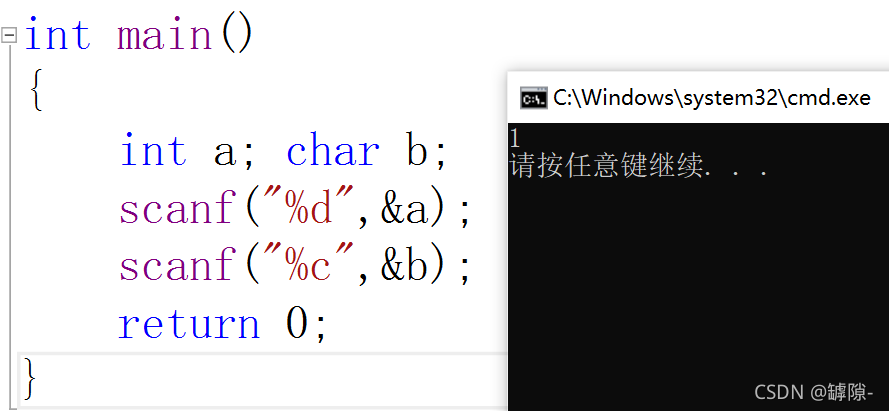 int main()
{
int a; char b;
scanf("%d",&a);
scanf("%c",&b);
return 0;
}
C:\Windows\system32\cmd.exe
1
请按任意键继续. . .
CSDN @罅隙-